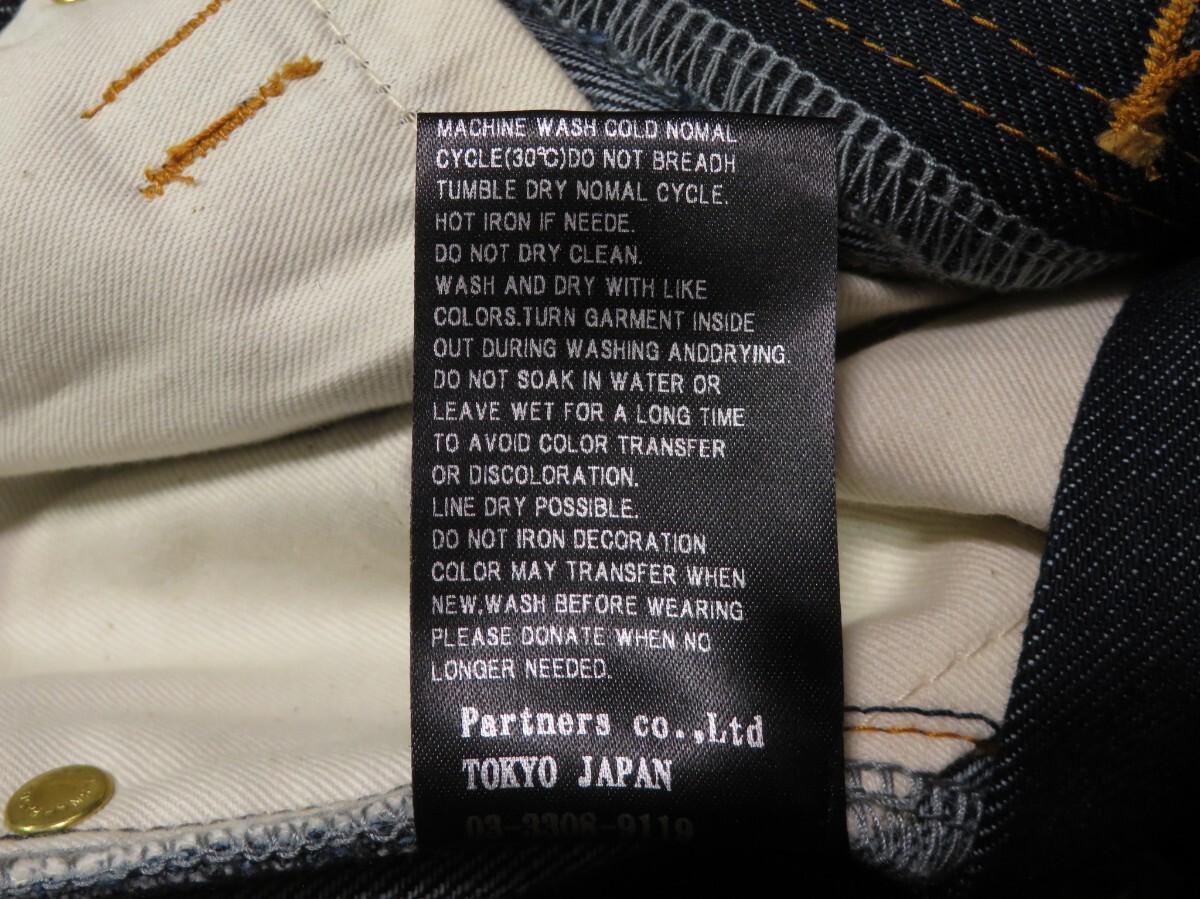 MACHINE WASH COLD NOMAL
CYCLE(30℃)DO NOT BREADH
TUMBLE DRY NOMAL CYCLE.
HOT IRON IF NEEDE.
DO NOT DRY CLEAN.
WASH AND DRY WITH LIKE
COLORS.TURN GARMENT INSIDE
OUT DURING WASHING ANDDRYING.
DO NOT SOAK IN WATER OR
LEAVE WET FOR A LONG TIME
TO AVOID COLOR TRANSFER
OR DISCOLORATION.
LINE DRY POSSIBLE.
DO NOT IRON DECORATION
COLOR MAY TRANSFER WHEN
NEW,WASH BEFORE WEARING
PLEASE DONATE WHEN NO
LONGER NEEDED.
Partners co.,Ltd
TOKYO JAPAN
03-3308-9119